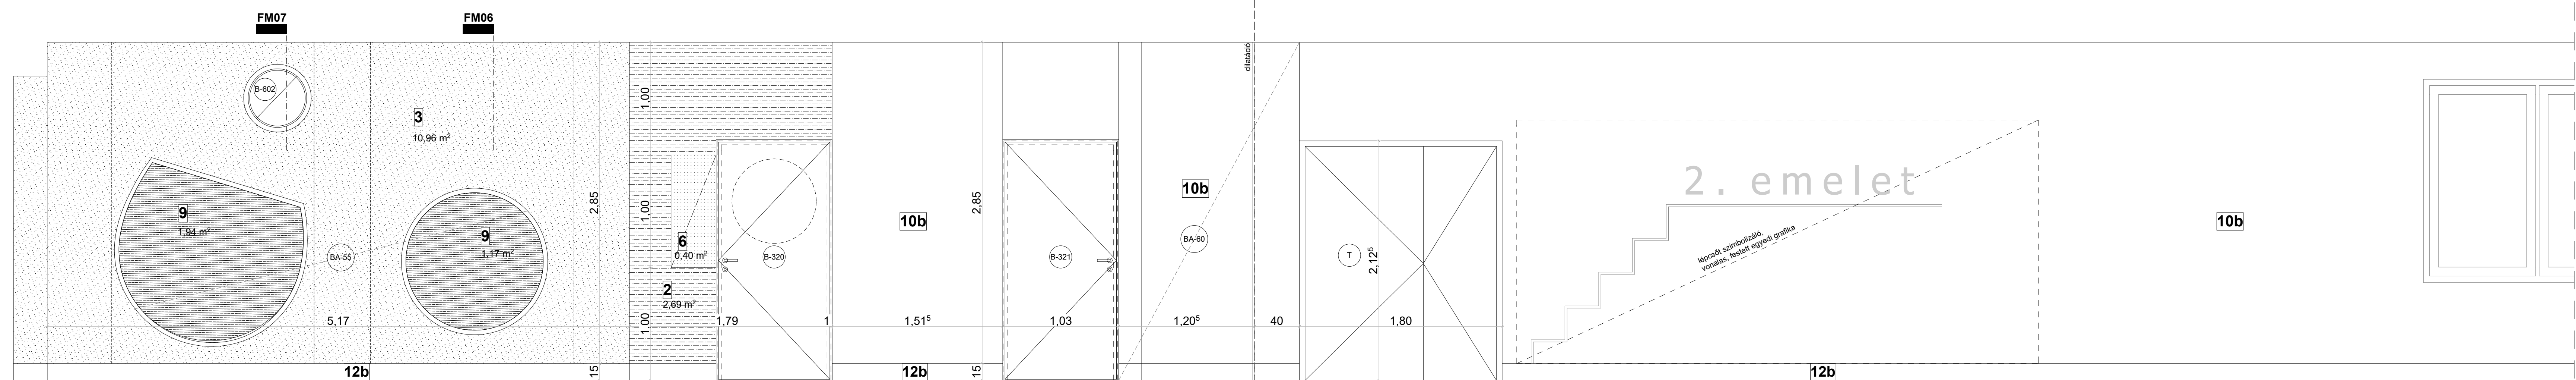 FM07
FM06
dilatáció
B-602
3
10,96 m²
1,00
2,85
2,85
10b
2. emelet
9
1,94 m²
1,00
10b
10b
9
1,17 m²
6
0,40 m²
BA-55
B-320
B-321
BA-60
T
2,12⁵
lépcsőt szimbolizáló,
vonalas, festett egyedi grafika
2
2,69 m²
5,17
1,00
1,79
1
1,51⁵
1,03
1,20⁵
40
1,80
12b
15
12b
15
12b